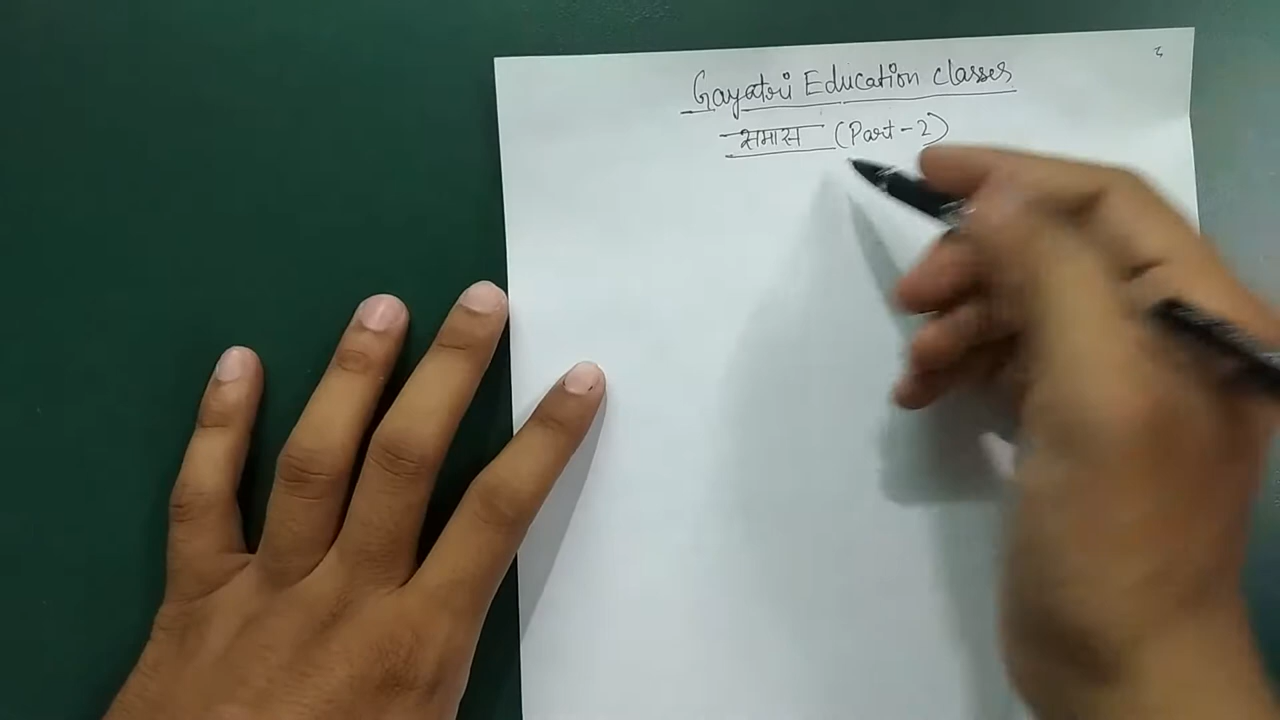 Gayatri Education classes
समास (Part-2)